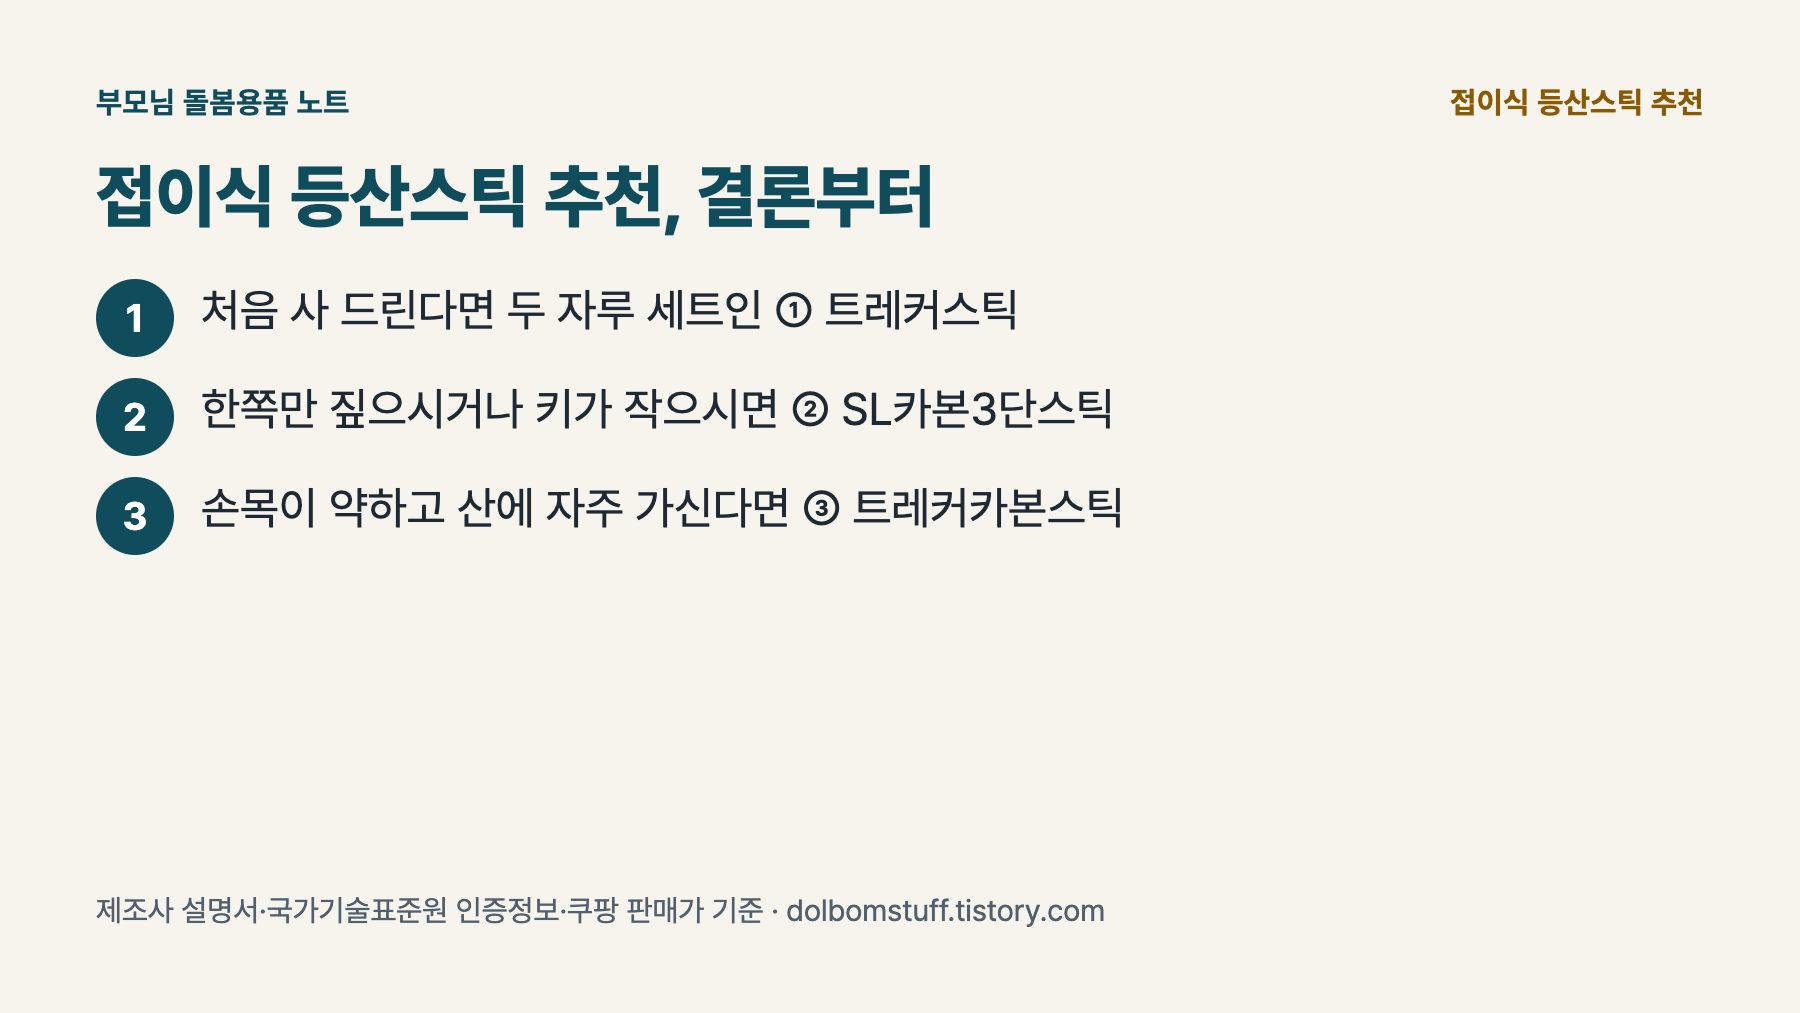 부모님 돌봄용품 노트
접이식 등산스틱 추천
접이식 등산스틱 추천, 결론부터
1 처음 사 드린다면 두 자루 세트인 ① 트레커스틱
2 한쪽만 짚으시거나 키가 작으시면 ② SL카본3단스틱
3 손목이 약하고 산에 자주 가신다면 ③ 트레커카본스틱
제조사 설명서·국가기술표준원 인증정보·쿠팡 판매가 기준 · dolbomstuff.tistory.com